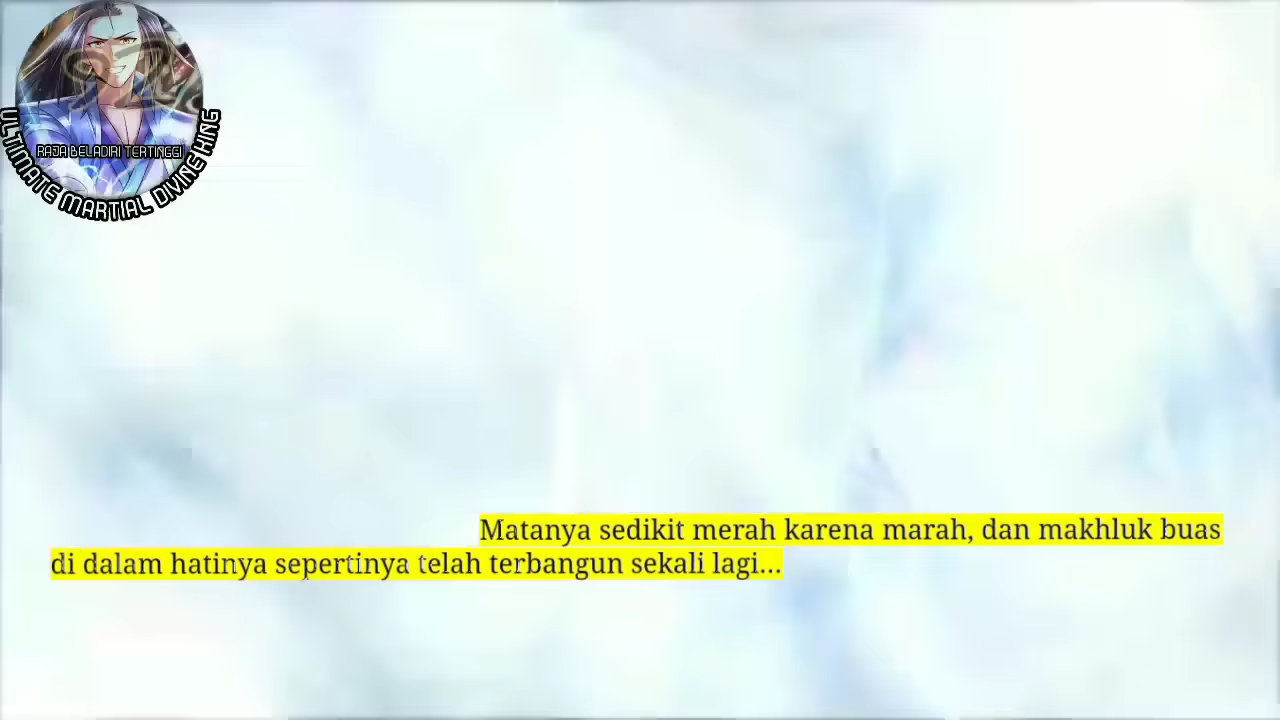 RAJA BELADIRI TERTINGGI
ULTIMATE MARTIAL DIVINE KING
Matanya sedikit merah karena marah, dan makhluk buas
di dalam hatinya sepertinya telah terbangun sekali lagi...